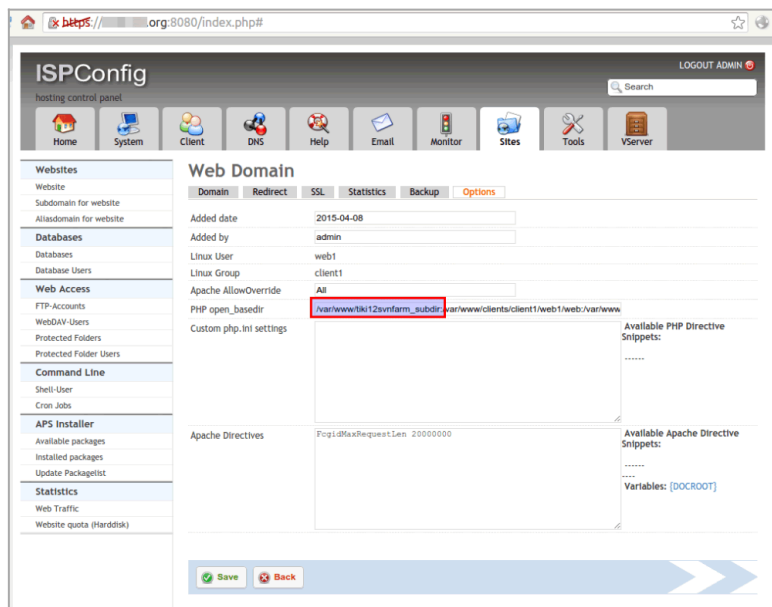 https:// .org:8080/index.php#
ISPConfig
hosting control panel
LOGOUT ADMIN
Search
Home System Client DNS Help Email Monitor Sites Tools VServer
Websites
Website
Subdomain for website
Aliasdomain for website
Databases
Databases
Database Users
Web Access
FTP-Accounts
WebDAV-Users
Protected Folders
Protected Folder Users
Command Line
Shell-User
Cron Jobs
APS Installer
Available packages
Installed packages
Update Packagelist
Statistics
Web Traffic
Website quota (Harddisk)
Web Domain
Domain Redirect SSL Statistics Backup Options
Added date 2015-04-08
Added by admin
Linux User web1
Linux Group client1
Apache AllowOverride All
PHP open_basedir /var/www/tiki12svnfarm_subdir:/var/www/clients/client1/web1/web:/var/www
Custom php.ini settings
Available PHP Directive
Snippets:
------
Apache Directives FcgidMaxRequestLen 20000000
Available Apache Directive
Snippets:
------
----
Variables: {DOCROOT}
Save Back